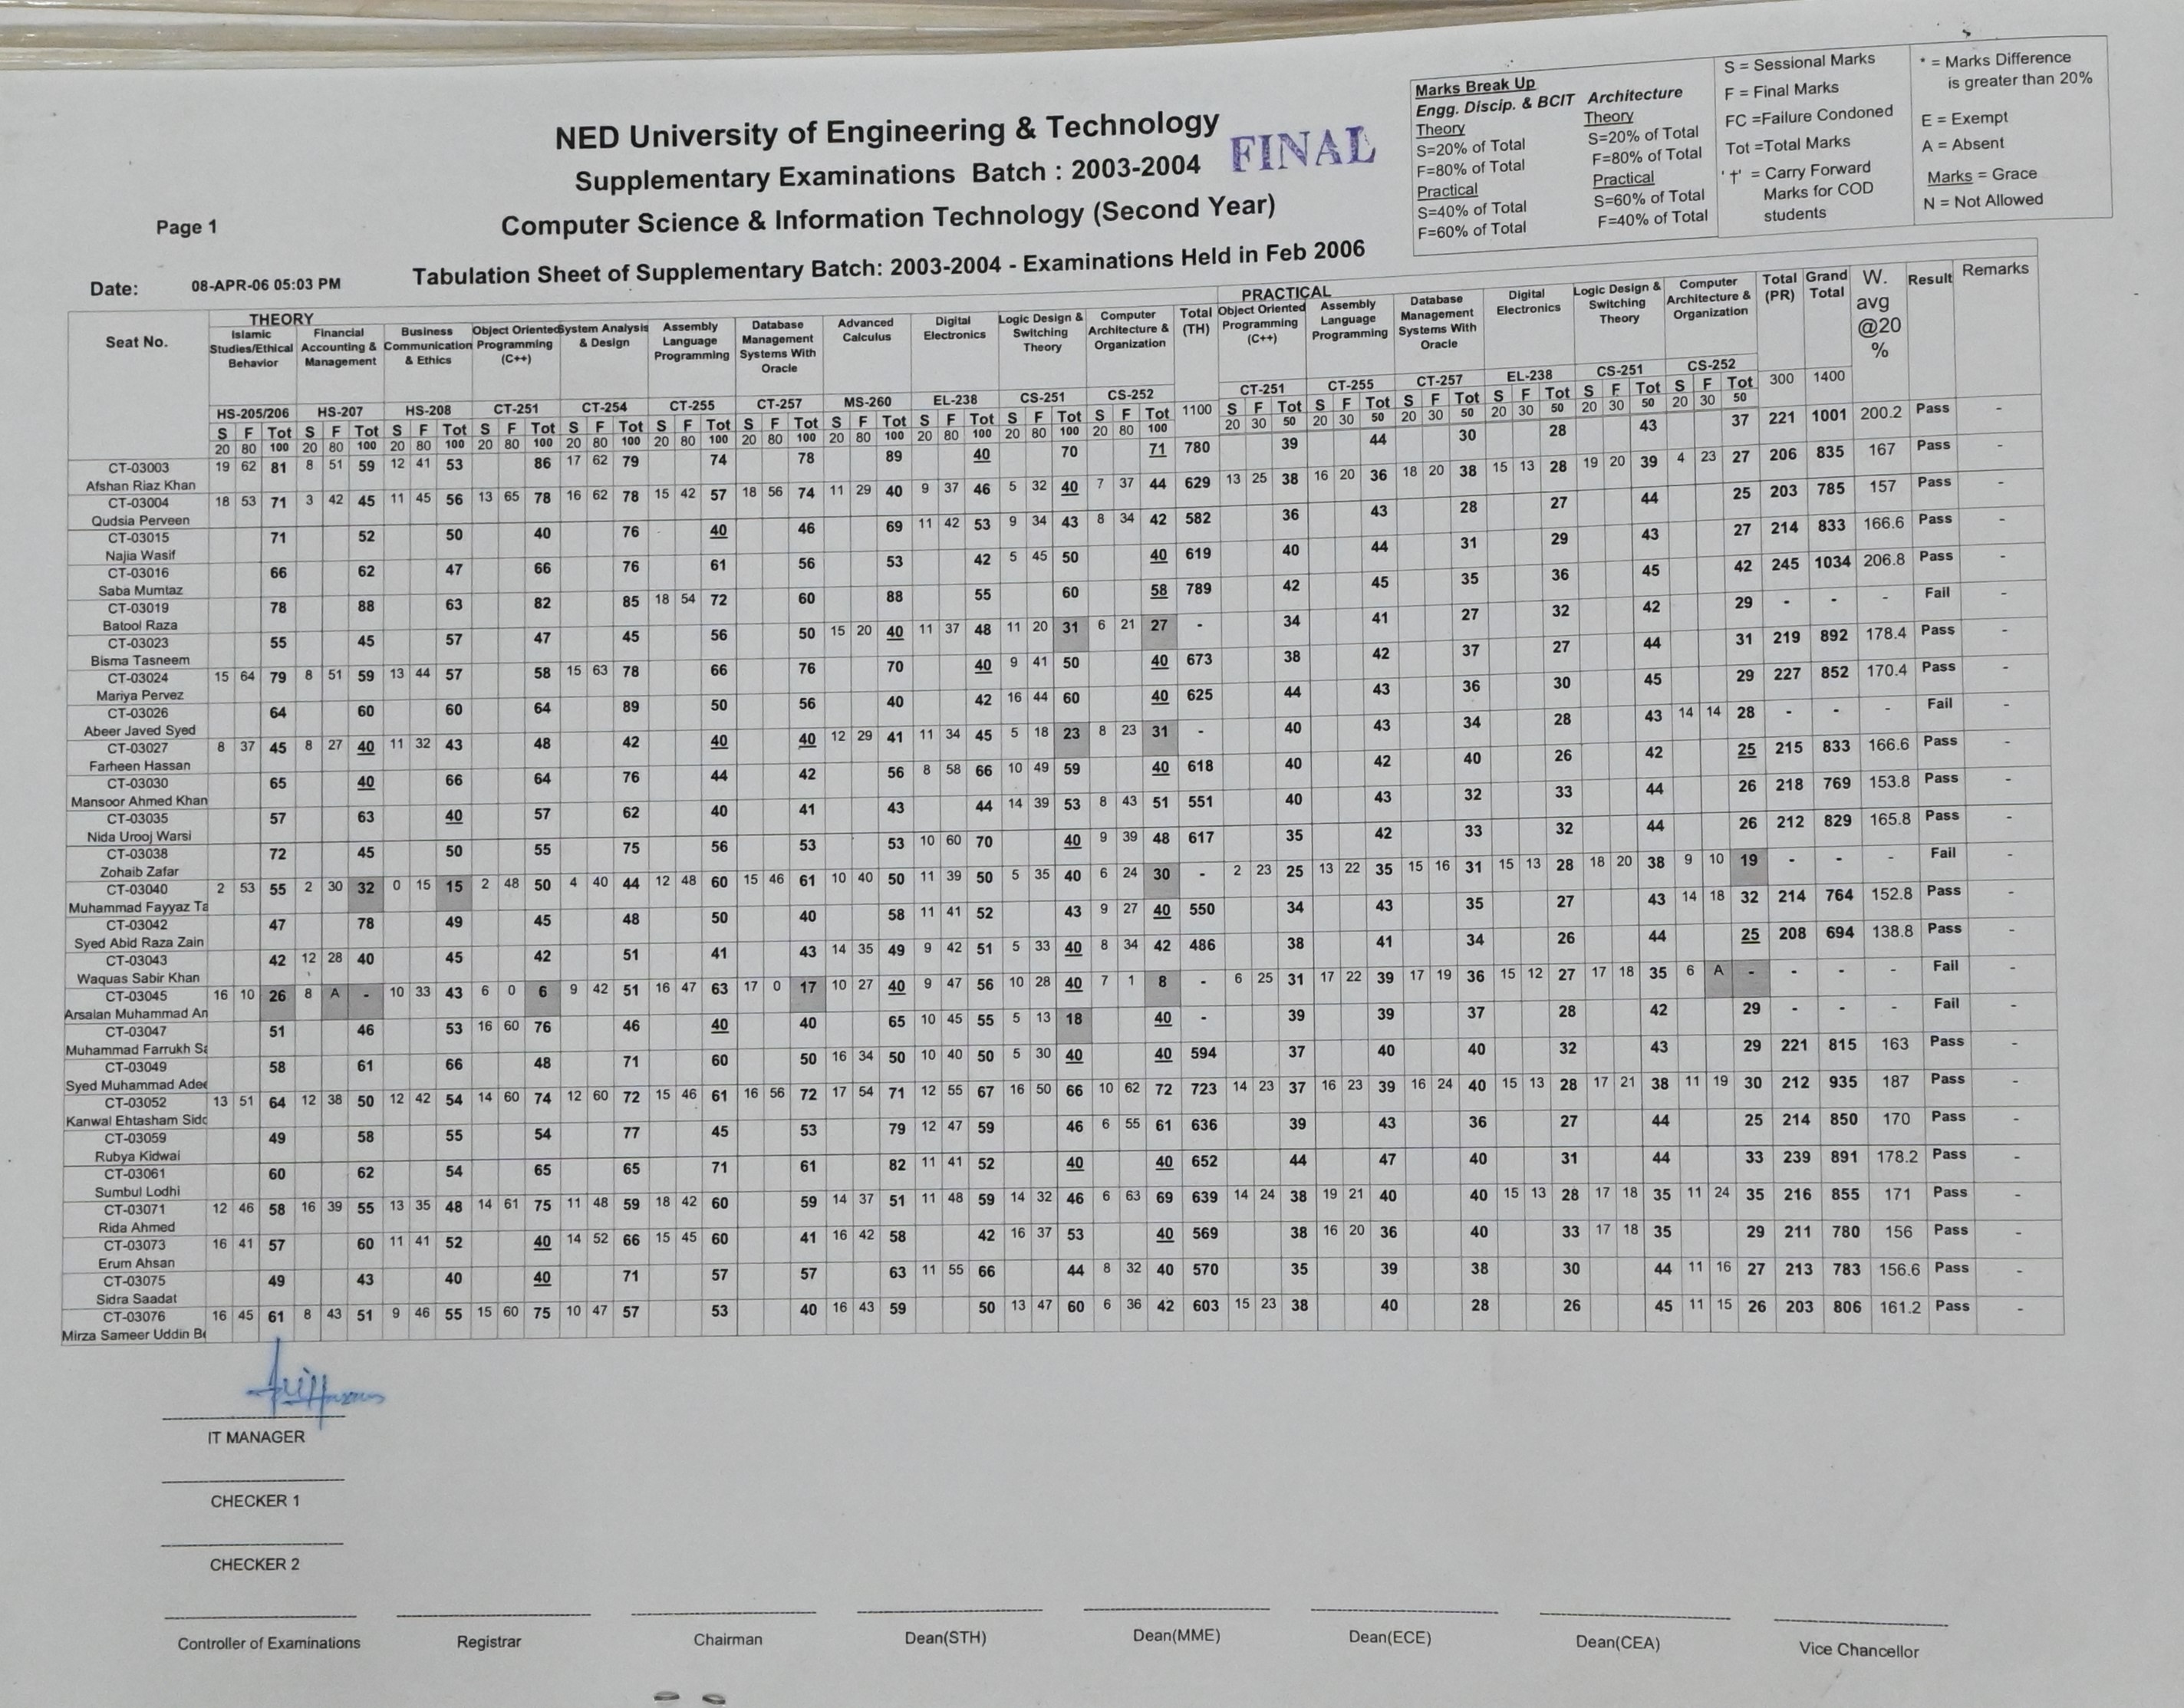 Marks Break Up
Engg. Discip. & BCIT Architecture
Theory Theory
S=20% of Total S=20% of Total
F=80% of Total F=80% of Total
Practical Practical
S=40% of Total S=60% of Total
F=60% of Total F=40% of Total
S = Sessional Marks
F = Final Marks
FC =Failure Condoned
Tot =Total Marks
'†' = Carry Forward
Marks for COD
students
* = Marks Difference
is greater than 20%
E = Exempt
A = Absent
Marks = Grace
N = Not Allowed
NED University of Engineering & Technology
FINAL
Supplementary Examinations Batch : 2003-2004
Page 1
Computer Science & Information Technology (Second Year)
Date: 08-APR-06 05:03 PM
Tabulation Sheet of Supplementary Batch: 2003-2004 - Examinations Held in Feb 2006
Seat No. THEORY PRACTICAL
Islamic Studies/Ethical Behavior Financial Accounting & Management Business Communication & Ethics Object Oriented Programming (C++) System Analysis & Design Assembly Language Programming Database Management Systems With Oracle Advanced Calculus Digital Electronics Logic Design & Switching Theory Computer Architecture & Organization Total (TH) Object Oriented Programming (C++) Assembly Language Programming Database Management Systems With Oracle Digital Electronics Logic Design & Switching Theory Computer Architecture & Organization Total (PR) Grand Total W. avg @20 % Result Remarks
HS-205/206 HS-207 HS-208 CT-251 CT-254 CT-255 CT-257 MS-260 EL-238 CS-251 CS-252 CT-251 CT-255 CT-257 EL-238 CS-251 CS-252
S F Tot S F Tot S F Tot S F Tot S F Tot S F Tot S F Tot S F Tot S F Tot S F Tot S F Tot 1100 S F Tot S F Tot S F Tot S F Tot S F Tot S F Tot 300 1400
20 80 100 20 80 100 20 80 100 20 80 100 20 80 100 20 80 100 20 80 100 20 80 100 20 80 100 20 80 100 20 80 100 20 30 50 20 30 50 20 30 50 20 30 50 20 30 50 20 30 50
CT-03003 19 62 81 8 51 59 12 41 53 86 17 62 79 74 78 89 40 70 71 780 39 44 30 28 43 37 221 1001 200.2 Pass -
Afshan Riaz Khan
CT-03004 18 53 71 3 42 45 11 45 56 13 65 78 16 62 78 15 42 57 18 56 74 11 29 40 9 37 46 5 32 40 7 37 44 629 13 25 38 16 20 36 18 20 38 15 13 28 19 20 39 4 23 27 206 835 167 Pass -
Qudsia Perveen
CT-03015 71 52 50 40 76 40 46 69 11 42 53 9 34 43 8 34 42 582 36 43 28 27 44 25 203 785 157 Pass -
Najia Wasif
CT-03016 66 62 47 66 76 61 56 53 42 5 45 50 40 619 40 44 31 29 43 27 214 833 166.6 Pass -
Saba Mumtaz
CT-03019 78 88 63 82 85 18 54 72 60 88 55 60 58 789 42 45 35 36 45 42 245 1034 206.8 Pass -
Batool Raza
CT-03023 55 45 57 47 45 56 50 15 20 40 11 37 48 11 20 31 6 21 27 - 34 41 27 32 42 29 - - - Fail -
Bisma Tasneem
CT-03024 15 64 79 8 51 59 13 44 57 58 15 63 78 66 76 70 40 9 41 50 40 673 38 42 37 27 44 31 219 892 178.4 Pass -
Mariya Pervez
CT-03026 64 60 60 64 89 50 56 40 42 16 44 60 40 625 44 43 36 30 45 29 227 852 170.4 Pass -
Abeer Javed Syed
CT-03027 8 37 45 8 27 40 11 32 43 48 42 40 40 12 29 41 11 34 45 5 18 23 8 23 31 - 40 43 34 28 43 14 14 28 - - - Fail -
Farheen Hassan
CT-03030 65 40 66 64 76 44 42 56 8 58 66 10 49 59 40 618 40 42 40 26 42 25 215 833 166.6 Pass -
Mansoor Ahmed Khan
CT-03035 57 63 40 57 62 40 41 43 44 14 39 53 8 43 51 551 40 43 32 33 44 26 218 769 153.8 Pass -
Nida Urooj Warsi
CT-03038 72 45 50 55 75 56 53 53 10 60 70 40 9 39 48 617 35 42 33 32 44 26 212 829 165.8 Pass -
Zohaib Zafar
CT-03040 2 53 55 2 30 32 0 15 15 2 48 50 4 40 44 12 48 60 15 46 61 10 40 50 11 39 50 5 35 40 6 24 30 - 2 23 25 13 22 35 15 16 31 15 13 28 18 20 38 9 10 19 - - - Fail -
Muhammad Fayyaz Ta
CT-03042 47 78 49 45 48 50 40 58 11 41 52 43 9 27 40 550 34 43 35 27 43 14 18 32 214 764 152.8 Pass -
Syed Abid Raza Zain
CT-03043 42 12 28 40 45 42 51 41 43 14 35 49 9 42 51 5 33 40 8 34 42 486 38 41 34 26 44 25 208 694 138.8 Pass -
Waquas Sabir Khan
CT-03045 16 10 26 8 A - 10 33 43 6 0 6 9 42 51 16 47 63 17 0 17 10 27 40 9 47 56 10 28 40 7 1 8 - 6 25 31 17 22 39 17 19 36 15 12 27 17 18 35 6 A - - - - Fail -
Arsalan Muhammad An
CT-03047 51 46 53 16 60 76 46 40 40 65 10 45 55 5 13 18 40 - 39 39 37 28 42 29 - - - Fail -
Muhammad Farrukh Sa
CT-03049 58 61 66 48 71 60 50 16 34 50 10 40 50 5 30 40 40 594 37 40 40 32 43 29 221 815 163 Pass -
Syed Muhammad Adee
CT-03052 13 51 64 12 38 50 12 42 54 14 60 74 12 60 72 15 46 61 16 56 72 17 54 71 12 55 67 16 50 66 10 62 72 723 14 23 37 16 23 39 16 24 40 15 13 28 17 21 38 11 19 30 212 935 187 Pass -
Kanwal Ehtasham Sidd
CT-03059 49 58 55 54 77 45 53 79 12 47 59 46 6 55 61 636 39 43 36 27 44 25 214 850 170 Pass -
Rubya Kidwai
CT-03061 60 62 54 65 65 71 61 82 11 41 52 40 40 652 44 47 40 31 44 33 239 891 178.2 Pass -
Sumbul Lodhi
CT-03071 12 46 58 16 39 55 13 35 48 14 61 75 11 48 59 18 42 60 59 14 37 51 11 48 59 14 32 46 6 63 69 639 14 24 38 19 21 40 40 15 13 28 17 18 35 11 24 35 216 855 171 Pass -
Rida Ahmed
CT-03073 16 41 57 60 11 41 52 40 14 52 66 15 45 60 41 16 42 58 42 16 37 53 40 569 38 16 20 36 40 33 17 18 35 29 211 780 156 Pass -
Erum Ahsan
CT-03075 49 43 40 40 71 57 57 63 11 55 66 44 8 32 40 570 35 39 38 30 44 11 16 27 213 783 156.6 Pass -
Sidra Saadat
CT-03076 16 45 61 8 43 51 9 46 55 15 60 75 10 47 57 53 40 16 43 59 50 13 47 60 6 36 42 603 15 23 38 40 28 26 45 11 15 26 203 806 161.2 Pass -
Mirza Sameer Uddin Be
IT MANAGER
CHECKER 1
CHECKER 2
Controller of Examinations Registrar Chairman Dean(STH) Dean(MME) Dean(ECE) Dean(CEA) Vice Chancellor